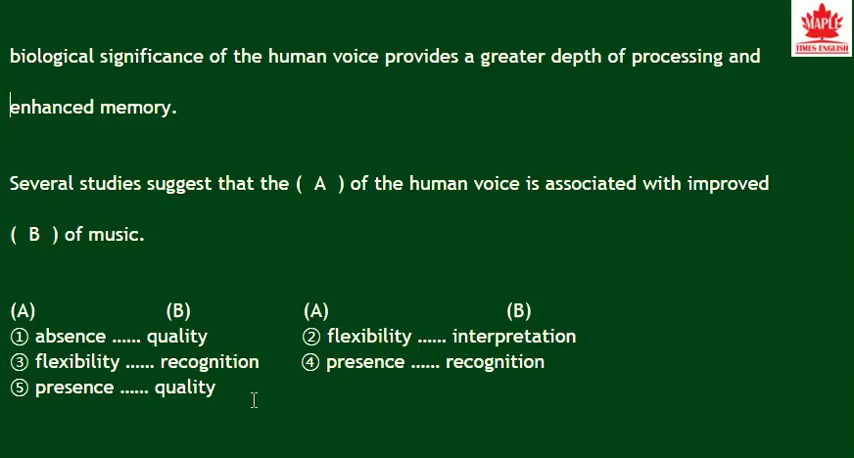 MAPLE
TIMES ENGLISH
biological significance of the human voice provides a greater depth of processing and
enhanced memory.
Several studies suggest that the ( A ) of the human voice is associated with improved
( B ) of music.
(A) (B) (A) (B)
① absence ...... quality ② flexibility ...... interpretation
③ flexibility ...... recognition ④ presence ...... recognition
⑤ presence ...... quality